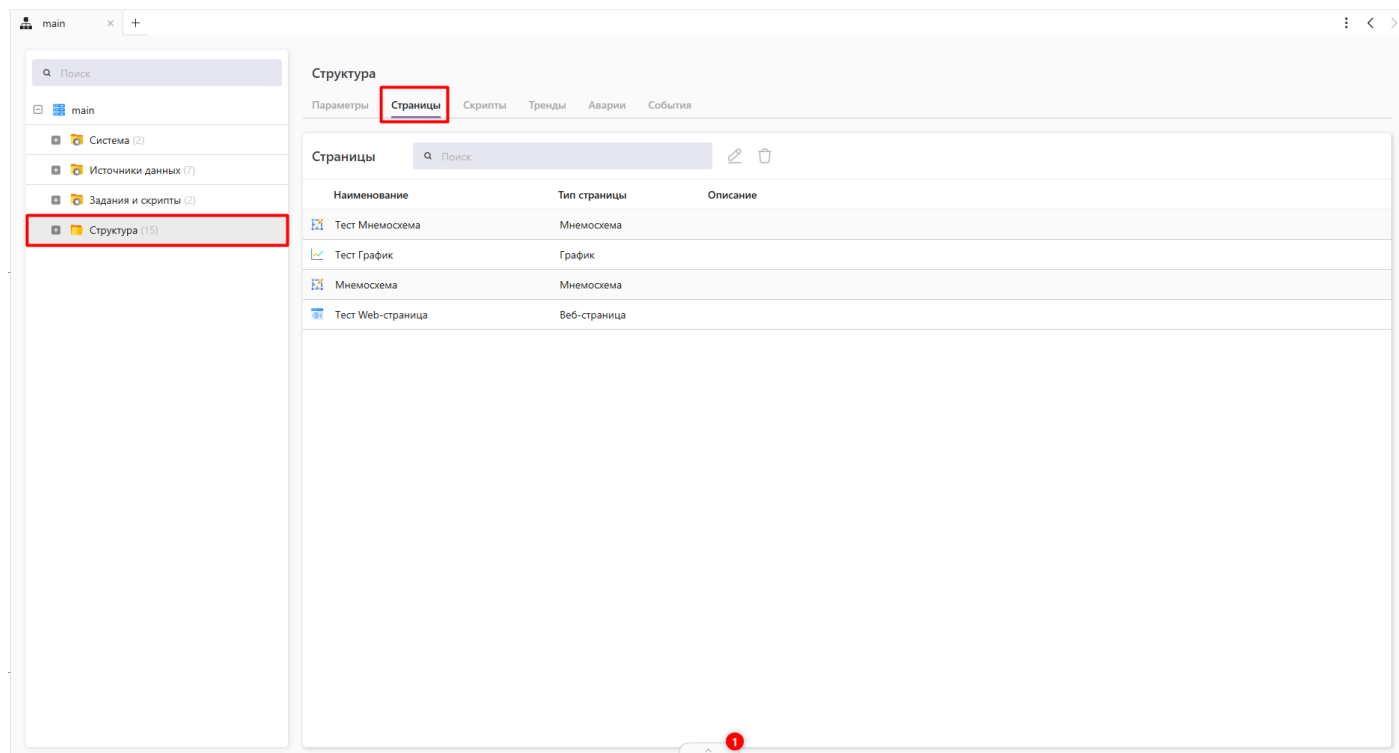 main × +
Поиск
main
Система (2)
Источники данных (7)
Задания и скрипты (2)
Структура (15)
Структура
Параметры Страницы Скрипты Тренды Аварии События
Страницы Поиск
Наименование Тип страницы Описание
Тест Мнемосхема Мнемосхема
Тест График График
Мнемосхема Мнемосхема
Тест Web-страница Веб-страница
1